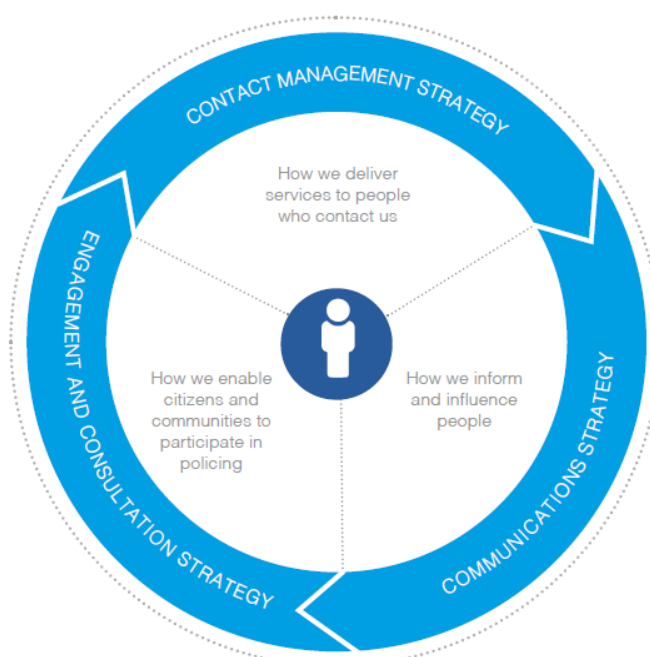 CONTACT MANAGEMENT STRATEGY
How we deliver
services to people
who contact us
ENGAGEMENT AND CONSULTATION STRATEGY
How we enable
citizens and
communities to
participate in
policing
How we inform
and influence
people
COMMUNICATIONS STRATEGY